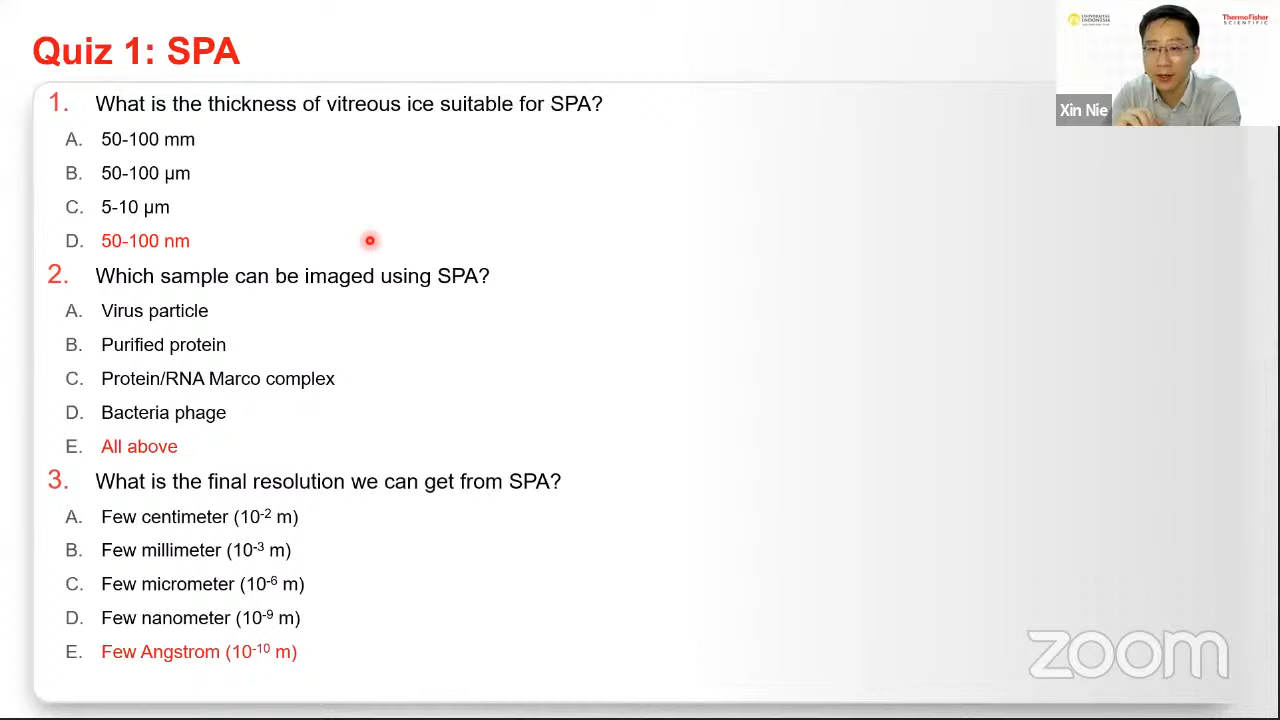 Quiz 1: SPA
UNIVERSITAS
INDONESIA
ThermoFisher
SCIENTIFIC
Xin Nie
1. What is the thickness of vitreous ice suitable for SPA?
A. 50-100 mm
B. 50-100 µm
C. 5-10 µm
D. 50-100 nm
2. Which sample can be imaged using SPA?
A. Virus particle
B. Purified protein
C. Protein/RNA Marco complex
D. Bacteria phage
E. All above
3. What is the final resolution we can get from SPA?
A. Few centimeter (10⁻² m)
B. Few millimeter (10⁻³ m)
C. Few micrometer (10⁻⁶ m)
D. Few nanometer (10⁻⁹ m)
E. Few Angstrom (10⁻¹⁰ m)
zoom